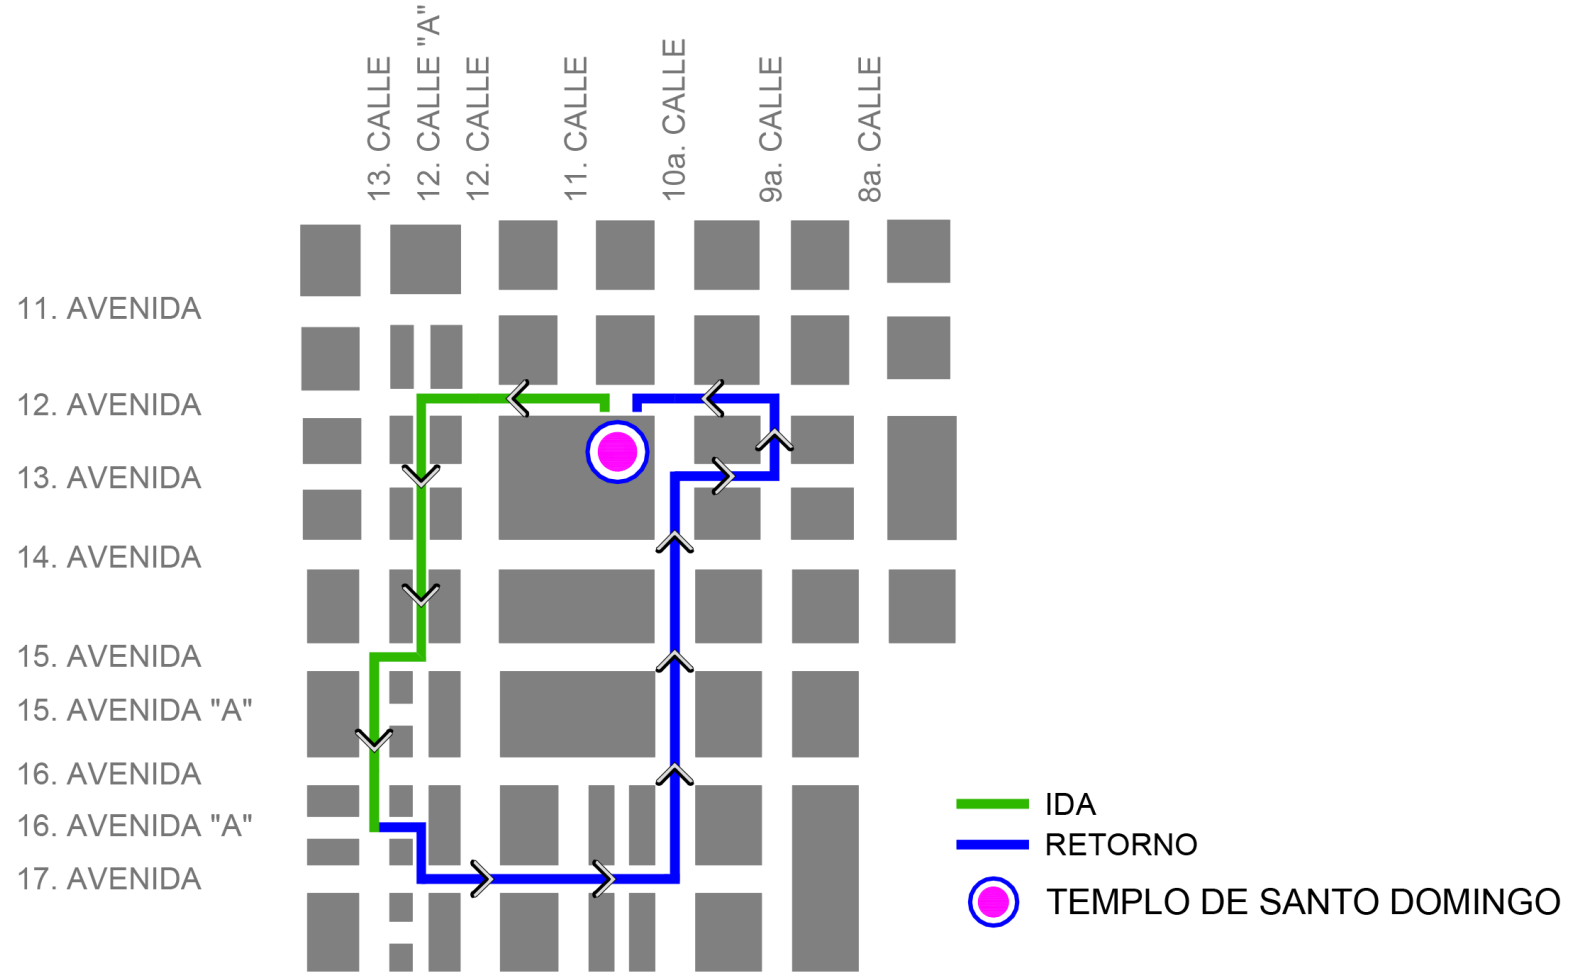 13. CALLE
12. CALLE "A"
12. CALLE
11. CALLE
10a. CALLE
9a. CALLE
8a. CALLE
11. AVENIDA
12. AVENIDA
13. AVENIDA
14. AVENIDA
15. AVENIDA
15. AVENIDA "A"
16. AVENIDA
16. AVENIDA "A"
17. AVENIDA
IDA
RETORNO
TEMPLO DE SANTO DOMINGO